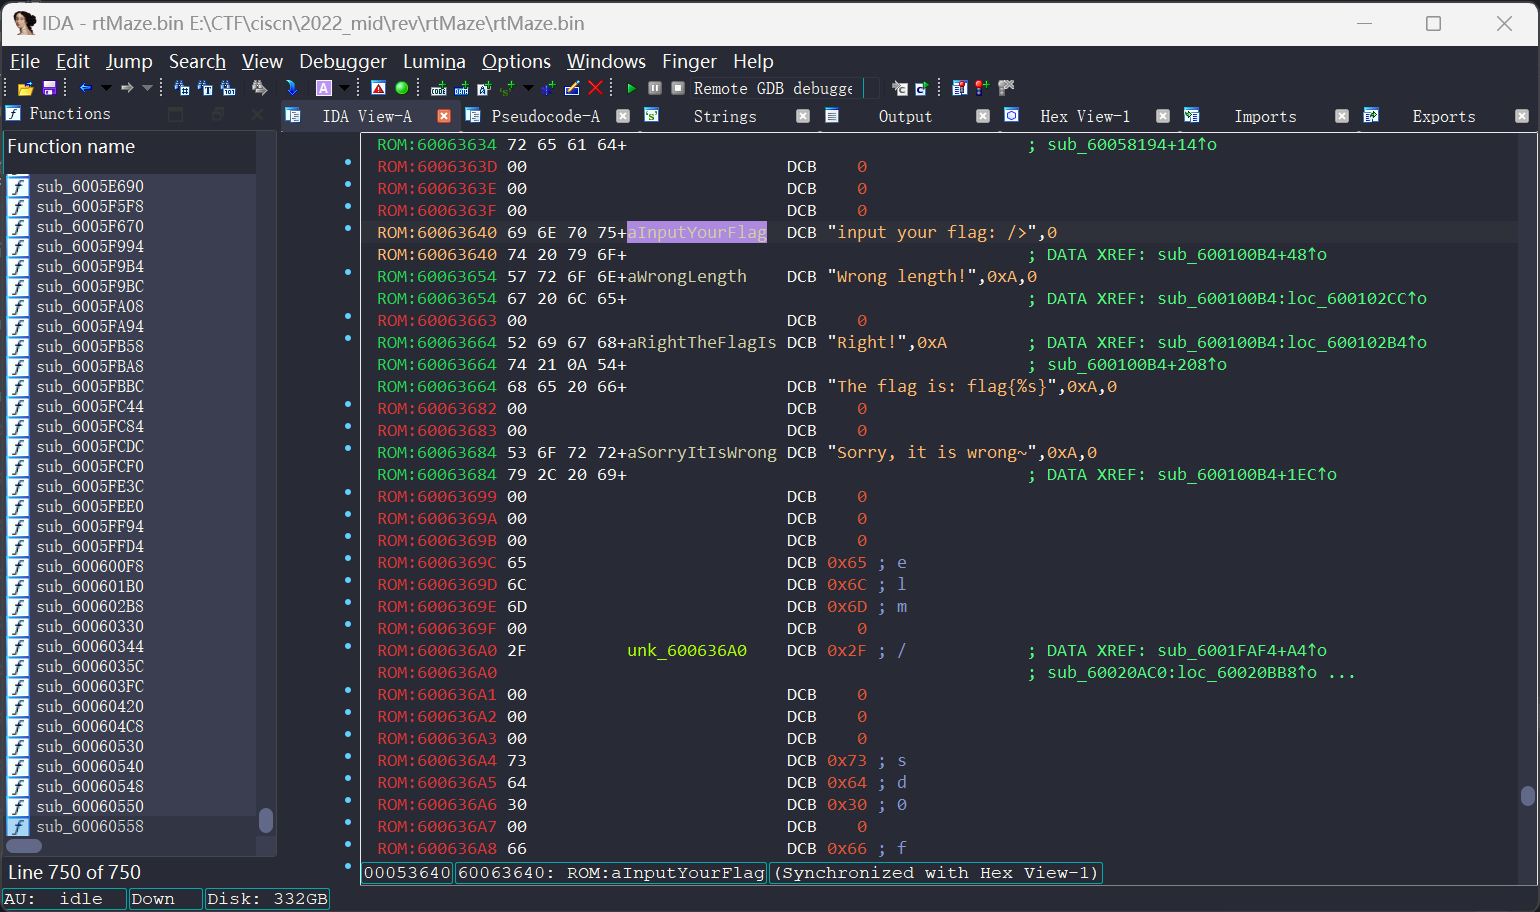 IDA - rtMaze.bin E:\CTF\ciscn\2022_mid\rev\rtMaze\rtMaze.bin
File Edit Jump Search View Debugger Lumina Options Windows Finger Help
Remote GDB debugge
Functions
IDA View-A Pseudocode-A Strings Output Hex View-1 Imports Exports
Function name
sub_6005E690
sub_6005F5F8
sub_6005F670
sub_6005F994
sub_6005F9B4
sub_6005F9BC
sub_6005FA08
sub_6005FA94
sub_6005FB58
sub_6005FBA8
sub_6005FBBC
sub_6005FC44
sub_6005FC84
sub_6005FCDC
sub_6005FCF0
sub_6005FE3C
sub_6005FEE0
sub_6005FF94
sub_6005FFD4
sub_600600F8
sub_600601B0
sub_600602B8
sub_60060330
sub_60060344
sub_6006035C
sub_600603FC
sub_60060420
sub_600604C8
sub_60060530
sub_60060540
sub_60060548
sub_60060550
sub_60060558
Line 750 of 750
ROM:60063634 72 65 61 64+ ; sub_60058194+14↑o
ROM:6006363D 00 DCB 0
ROM:6006363E 00 DCB 0
ROM:6006363F 00 DCB 0
ROM:60063640 69 6E 70 75+aInputYourFlag DCB "input your flag: />",0
ROM:60063640 74 20 79 6F+ ; DATA XREF: sub_600100B4+48↑o
ROM:60063654 57 72 6F 6E+aWrongLength DCB "Wrong length!",0xA,0
ROM:60063654 67 20 6C 65+ ; DATA XREF: sub_600100B4:loc_600102CC↑o
ROM:60063663 00 DCB 0
ROM:60063664 52 69 67 68+aRightTheFlagIs DCB "Right!",0xA ; DATA XREF: sub_600100B4:loc_600102B4↑o
ROM:60063664 74 21 0A 54+ ; sub_600100B4+208↑o
ROM:60063664 68 65 20 66+ DCB "The flag is: flag{%s}",0xA,0
ROM:60063682 00 DCB 0
ROM:60063683 00 DCB 0
ROM:60063684 53 6F 72 72+aSorryItIsWrong DCB "Sorry, it is wrong~",0xA,0
ROM:60063684 79 2C 20 69+ ; DATA XREF: sub_600100B4+1EC↑o
ROM:60063699 00 DCB 0
ROM:6006369A 00 DCB 0
ROM:6006369B 00 DCB 0
ROM:6006369C 65 DCB 0x65 ; e
ROM:6006369D 6C DCB 0x6C ; l
ROM:6006369E 6D DCB 0x6D ; m
ROM:6006369F 00 DCB 0
ROM:600636A0 2F unk_600636A0 DCB 0x2F ; / ; DATA XREF: sub_6001FAF4+A4↑o
ROM:600636A0 ; sub_60020AC0:loc_60020BB8↑o ...
ROM:600636A1 00 DCB 0
ROM:600636A2 00 DCB 0
ROM:600636A3 00 DCB 0
ROM:600636A4 73 DCB 0x73 ; s
ROM:600636A5 64 DCB 0x64 ; d
ROM:600636A6 30 DCB 0x30 ; 0
ROM:600636A7 00 DCB 0
ROM:600636A8 66 DCB 0x66 ; f
00053640 60063640: ROM:aInputYourFlag (Synchronized with Hex View-1)
AU: idle Down Disk: 332GB